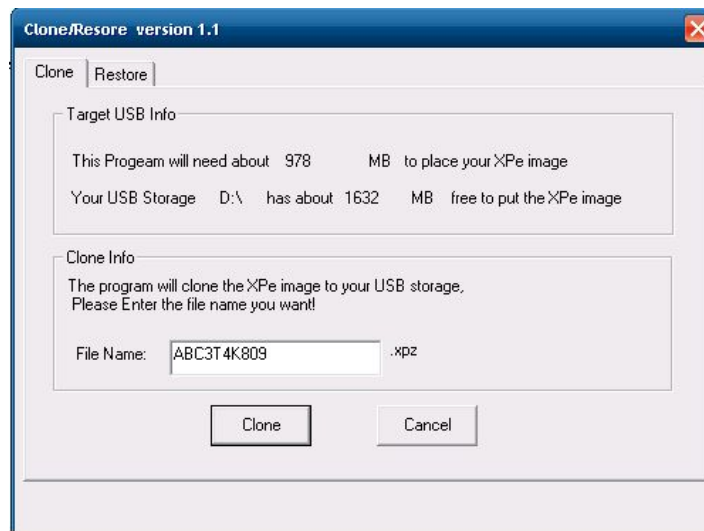 Clone/Resore version 1.1
Clone Restore
Target USB Info
This Progeam will need about 978 MB to place your XPe image
Your USB Storage D:\ has about 1632 MB free to put the XPe image
Clone Info
The program will clone the XPe image to your USB storage,
Please Enter the file name you want!
File Name: ABC3T4K809 .xpz
Clone Cancel